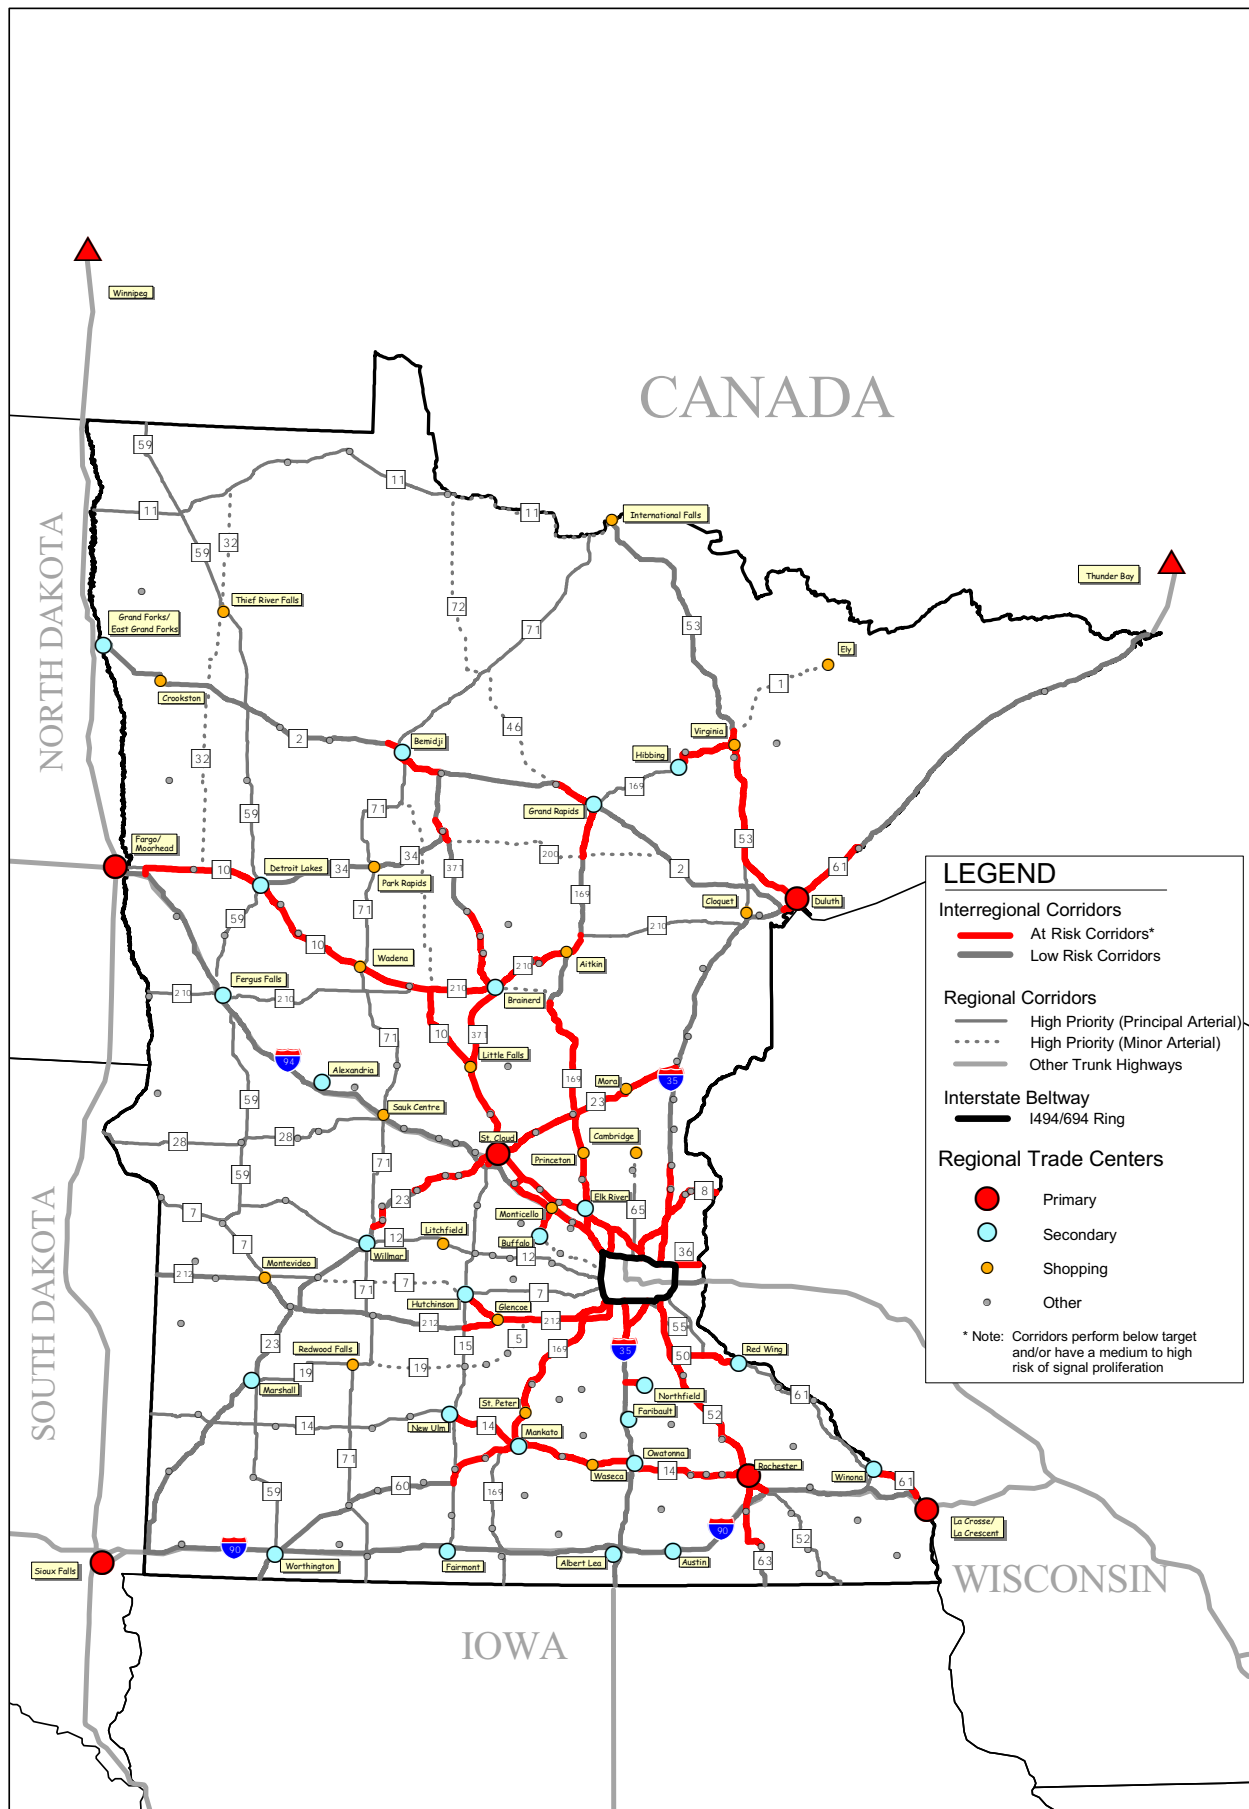 Winnipeg
CANADA
59
11
11
11
International Falls
59
32
Thunder Bay
NORTH DAKOTA
Thief River Falls
Grand Forks/
East Grand Forks
72
71
53
Ely
1
Crookston
46
2
Bemidji
Virginia
Hibbing
32
169
71
59
Grand Rapids
Fargo/
Moorhead
53
34
200
10
Detroit Lakes
34
371
2
61
Park Rapids
169
Cloquet
Duluth
59
71
210
10
Wadena
210
Aitkin
Fergus Falls
210
210
210
Brainerd
10
371
71
94
Little Falls
Alexandria
35
Mora
169
23
59
Sauk Centre
28
28
St. Cloud
Cambridge
Princeton
71
59
8
23
7
Elk River
65
Monticello
SOUTH DAKOTA
12
Litchfield
Buffalo
7
Willmar
12
36
Montevideo
212
7
71
7
Hutchinson
Glencoe
212
212
55
5
23
15
169
35
Redwood Falls
50
Red Wing
19
19
Marshall
61
Northfield
St. Peter
52
New Ulm
14
Faribault
14
Mankato
Owatonna
71
14
Rochester
Winona
Waseca
61
60
59
169
La Crosse/
La Crescent
90
52
90
Sioux Falls
Worthington
Fairmont
Albert Lea
Austin
63
WISCONSIN
IOWA
LEGEND
Interregional Corridors
At Risk Corridors*
Low Risk Corridors
Regional Corridors
High Priority (Principal Arterial)
High Priority (Minor Arterial)
Other Trunk Highways
Interstate Beltway
I494/694 Ring
Regional Trade Centers
Primary
Secondary
Shopping
Other
* Note: Corridors perform below target
and/or have a medium to high
risk of signal proliferation